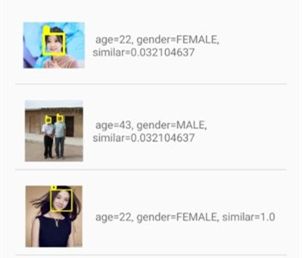 age=22, gender=FEMALE,
similar=0.032104637
age=43, gender=MALE,
similar=0.032104637
age=22, gender=FEMALE, similar=1.0